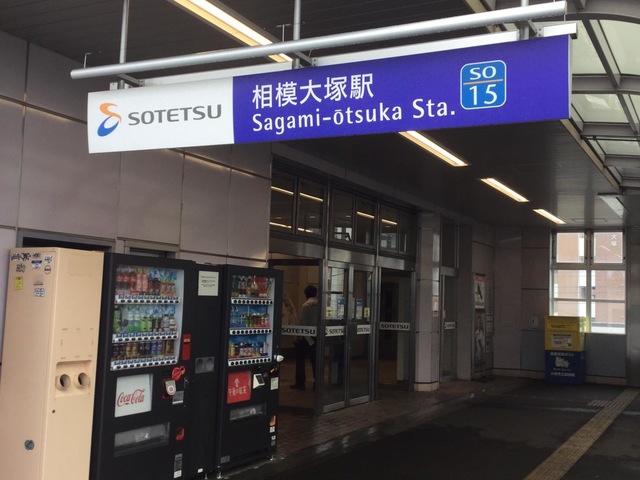 SOTETSU
相模大塚駅
Sagami-ōtsuka Sta.
SO
15
SOTETSU
SOTETSU
SOTETSU
Coca-Cola